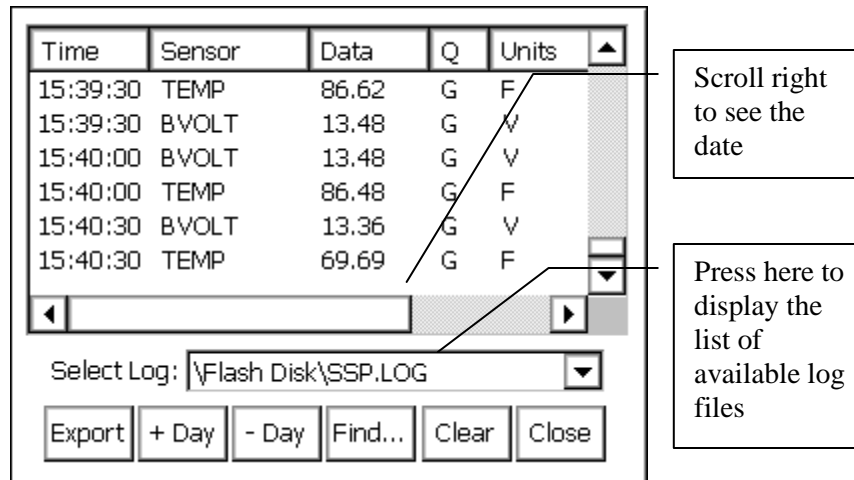 Time Sensor Data Q Units
15:39:30 TEMP 86.62 G F
15:39:30 BVOLT 13.48 G V
15:40:00 BVOLT 13.48 G V
15:40:00 TEMP 86.48 G F
15:40:30 BVOLT 13.36 G V
15:40:30 TEMP 69.69 G F
Select Log: \Flash Disk\SSP.LOG
Export + Day - Day Find... Clear Close
Scroll right
to see the
date
Press here to
display the
list of
available log
files